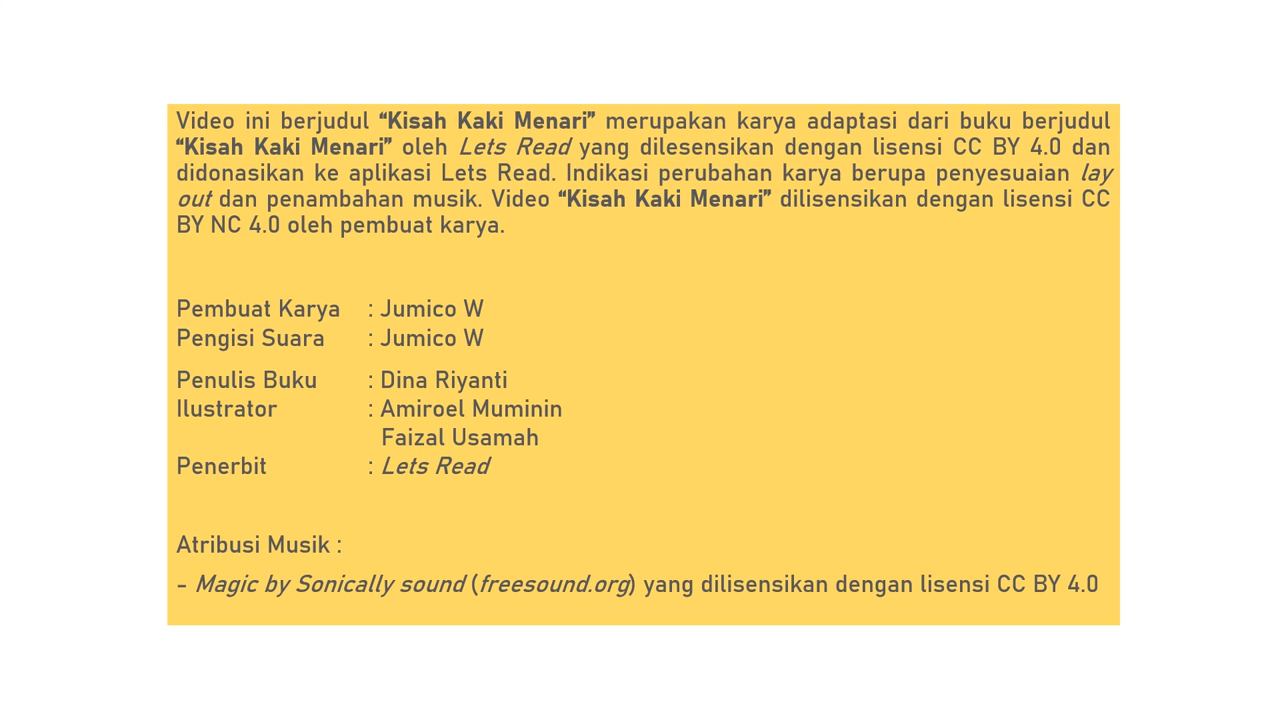 Video ini berjudul “Kisah Kaki Menari” merupakan karya adaptasi dari buku berjudul
“Kisah Kaki Menari” oleh Lets Read yang dilesensikan dengan lisensi CC BY 4.0 dan
didonasikan ke aplikasi Lets Read. Indikasi perubahan karya berupa penyesuaian lay
out dan penambahan musik. Video “Kisah Kaki Menari” dilisensikan dengan lisensi CC
BY NC 4.0 oleh pembuat karya.
Pembuat Karya : Jumico W
Pengisi Suara : Jumico W
Penulis Buku : Dina Riyanti
Ilustrator : Amiroel Muminin
Faizal Usamah
Penerbit : Lets Read
Atribusi Musik :
- Magic by Sonically sound (freesound.org) yang dilisensikan dengan lisensi CC BY 4.0